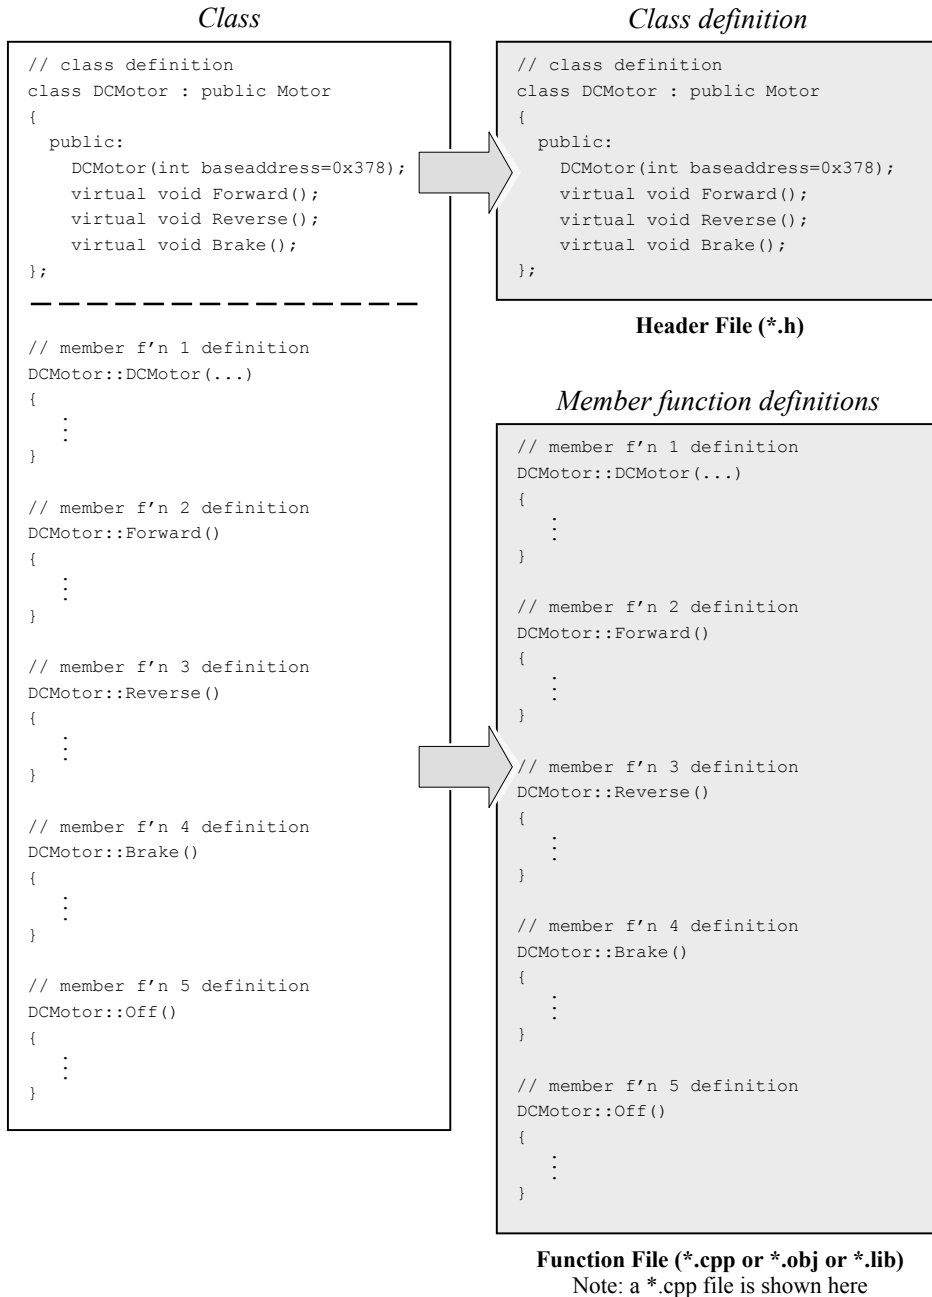 Class
// class definition
class DCMotor : public Motor
{
  public:
    DCMotor(int baseaddress=0x378);
    virtual void Forward();
    virtual void Reverse();
    virtual void Brake();
};
// member f'n 1 definition
DCMotor::DCMotor(...)
{
⋮
}
// member f'n 2 definition
DCMotor::Forward()
{
⋮
}
// member f'n 3 definition
DCMotor::Reverse()
{
⋮
}
// member f'n 4 definition
DCMotor::Brake()
{
⋮
}
// member f'n 5 definition
DCMotor::Off()
{
⋮
}
Class definition
// class definition
class DCMotor : public Motor
{
  public:
    DCMotor(int baseaddress=0x378);
    virtual void Forward();
    virtual void Reverse();
    virtual void Brake();
};
Header File (*.h)
Member function definitions
// member f'n 1 definition
DCMotor::DCMotor(...)
{
⋮
}
// member f'n 2 definition
DCMotor::Forward()
{
⋮
}
// member f'n 3 definition
DCMotor::Reverse()
{
⋮
}
// member f'n 4 definition
DCMotor::Brake()
{
⋮
}
// member f'n 5 definition
DCMotor::Off()
{
⋮
}
Function File (*.cpp or *.obj or *.lib)
Note: a *.cpp file is shown here